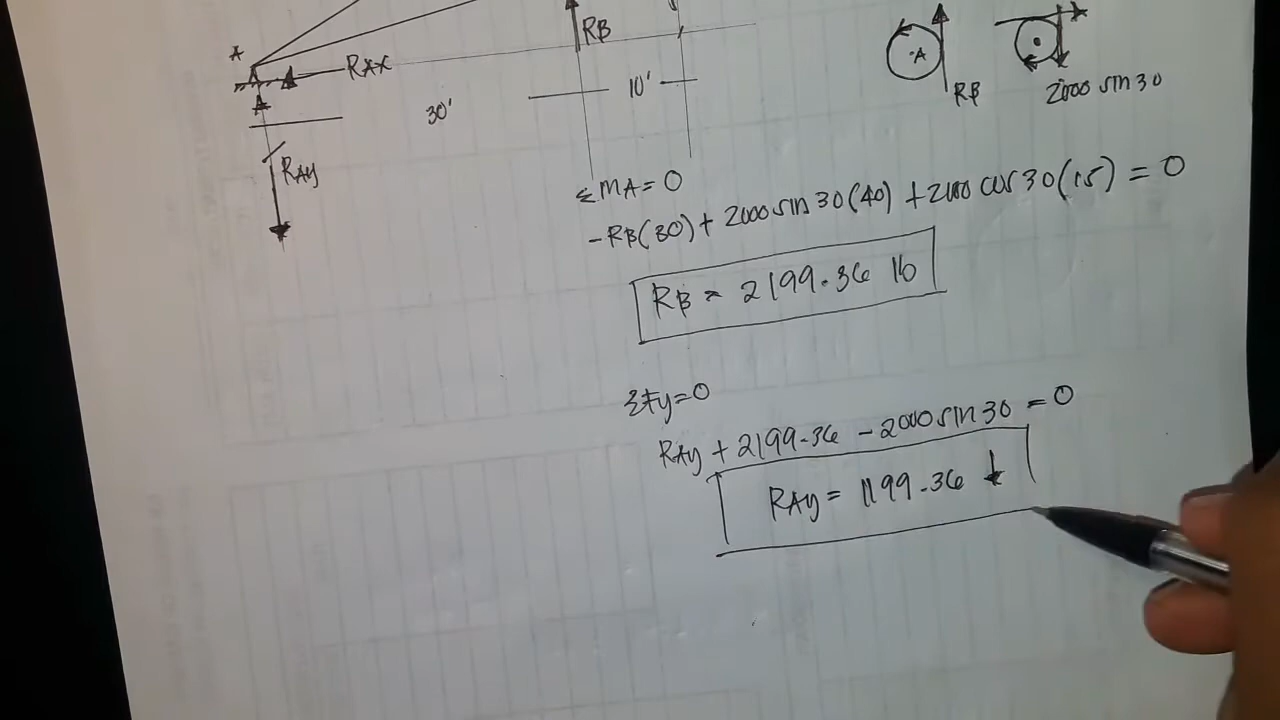 RB
A
RAX
10'
30'
A
RAY
A
RB
2000 sin 30
ΣMA=0
-RB(30)+ 2000 sin 30(40) +2000 cos 30(15) = 0
RB = 2199.36 lb
ΣFy=0
RAy + 2199.36 - 2000 sin 30 = 0
RAy = 1199.36 ↓